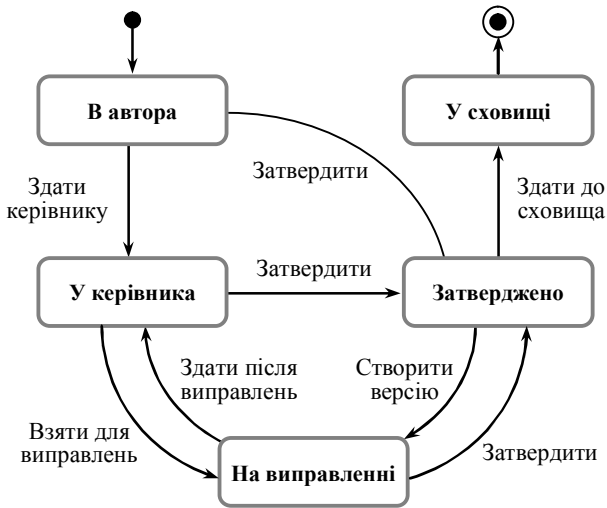 В автора
У сховищі
Затвердити
Здати
керівнику
Здати до
сховища
Затвердити
У керівника
Затверджено
Здати після
виправлень
Створити
версію
Взяти для
виправлень
На виправленні
Затвердити